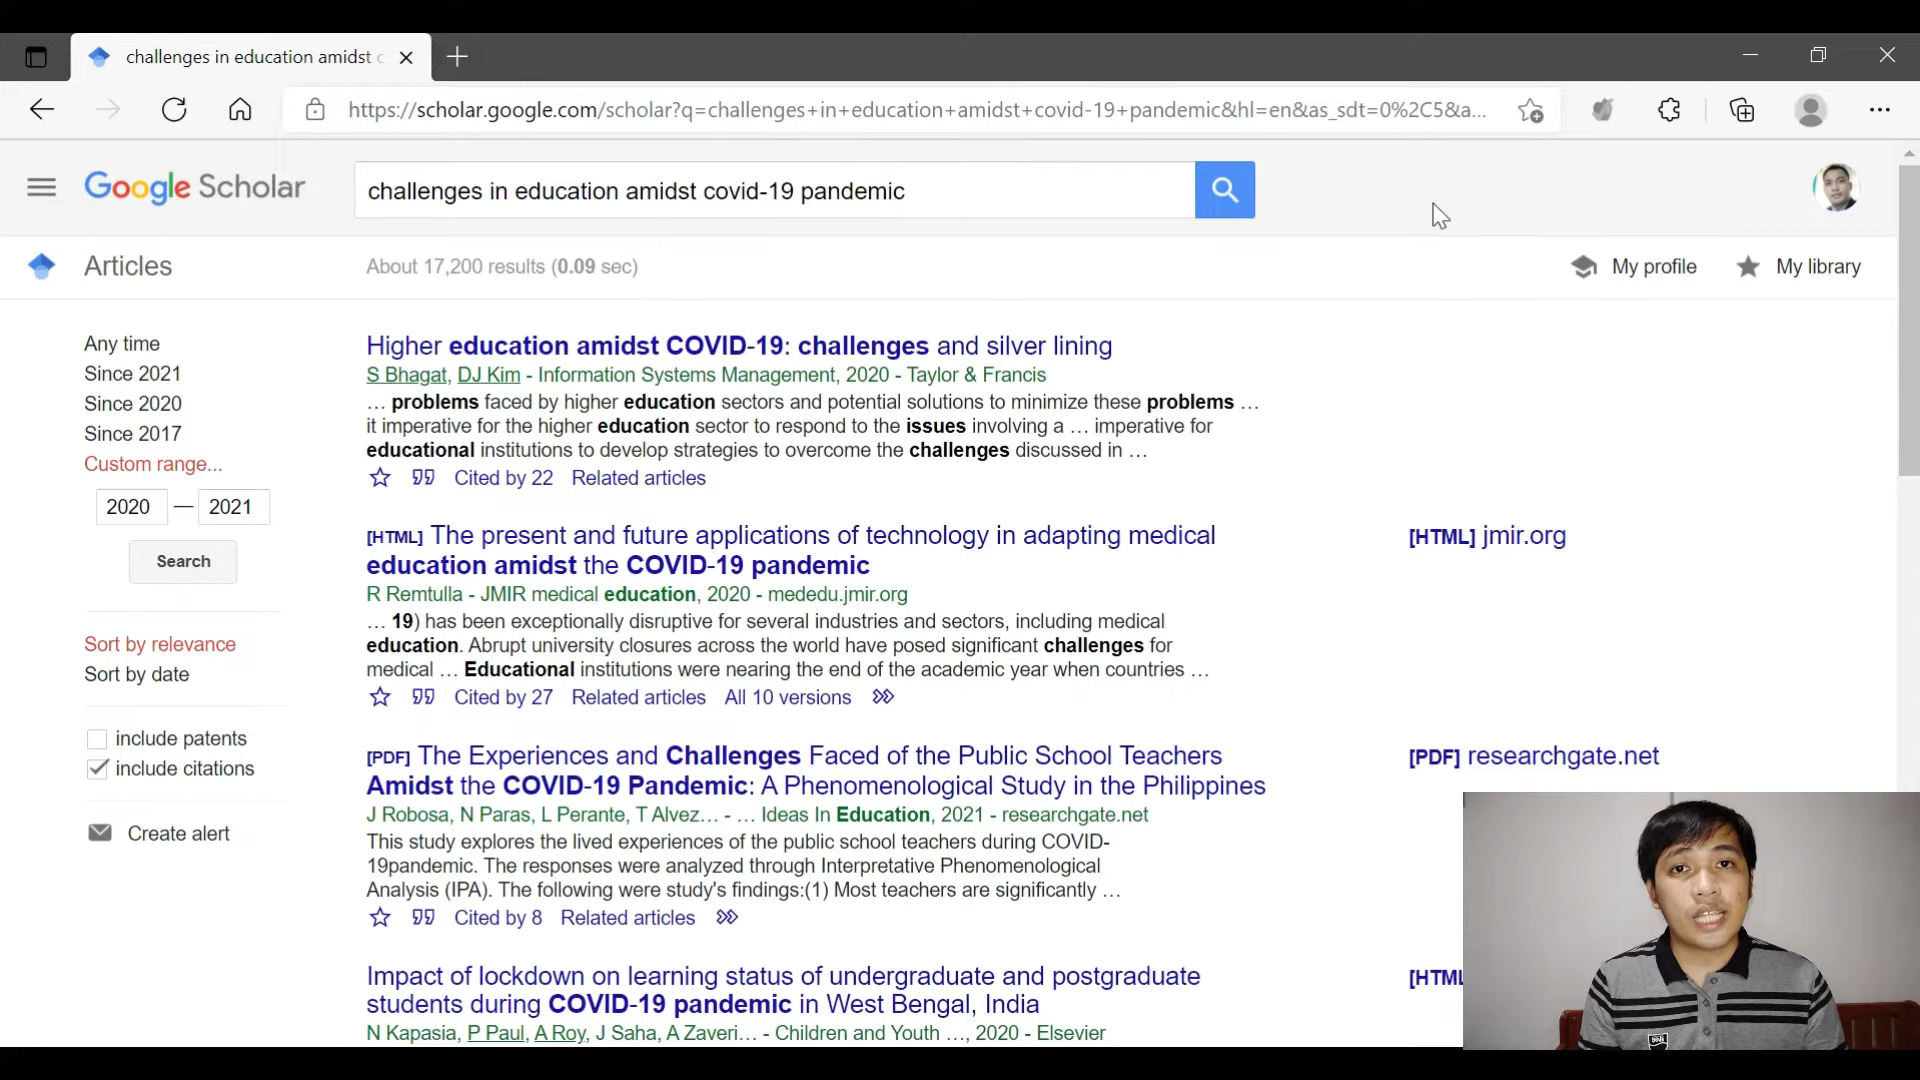 challenges in education amidst c
https://scholar.google.com/scholar?q=challenges+in+education+amidst+covid-19+pandemic&hl=en&as_sdt=0%2C5&a...
Google Scholar
challenges in education amidst covid-19 pandemic
Articles
About 17,200 results (0.09 sec)
My profile
My library
Any time
Since 2021
Since 2020
Since 2017
Custom range...
2020 — 2021
Search
Sort by relevance
Sort by date
include patents
include citations
Create alert
Higher education amidst COVID-19: challenges and silver lining
S Bhagat, DJ Kim - Information Systems Management, 2020 - Taylor & Francis
… problems faced by higher education sectors and potential solutions to minimize these problems …
it imperative for the higher education sector to respond to the issues involving a … imperative for
educational institutions to develop strategies to overcome the challenges discussed in …
Cited by 22 Related articles
[HTML] The present and future applications of technology in adapting medical
education amidst the COVID-19 pandemic
R Remtulla - JMIR medical education, 2020 - mededu.jmir.org
… 19) has been exceptionally disruptive for several industries and sectors, including medical
education. Abrupt university closures across the world have posed significant challenges for
medical … Educational institutions were nearing the end of the academic year when countries …
Cited by 27 Related articles All 10 versions
[HTML] jmir.org
[PDF] The Experiences and Challenges Faced of the Public School Teachers
Amidst the COVID-19 Pandemic: A Phenomenological Study in the Philippines
J Robosa, N Paras, L Perante, T Alvez… - … Ideas In Education, 2021 - researchgate.net
This study explores the lived experiences of the public school teachers during COVID-
19pandemic. The responses were analyzed through Interpretative Phenomenological
Analysis (IPA). The following were study's findings:(1) Most teachers are significantly …
Cited by 8 Related articles
[PDF] researchgate.net
Impact of lockdown on learning status of undergraduate and postgraduate
students during COVID-19 pandemic in West Bengal, India
N Kapasia, P Paul, A Roy, J Saha, A Zaveri… - Children and Youth …, 2020 - Elsevier
[HTML